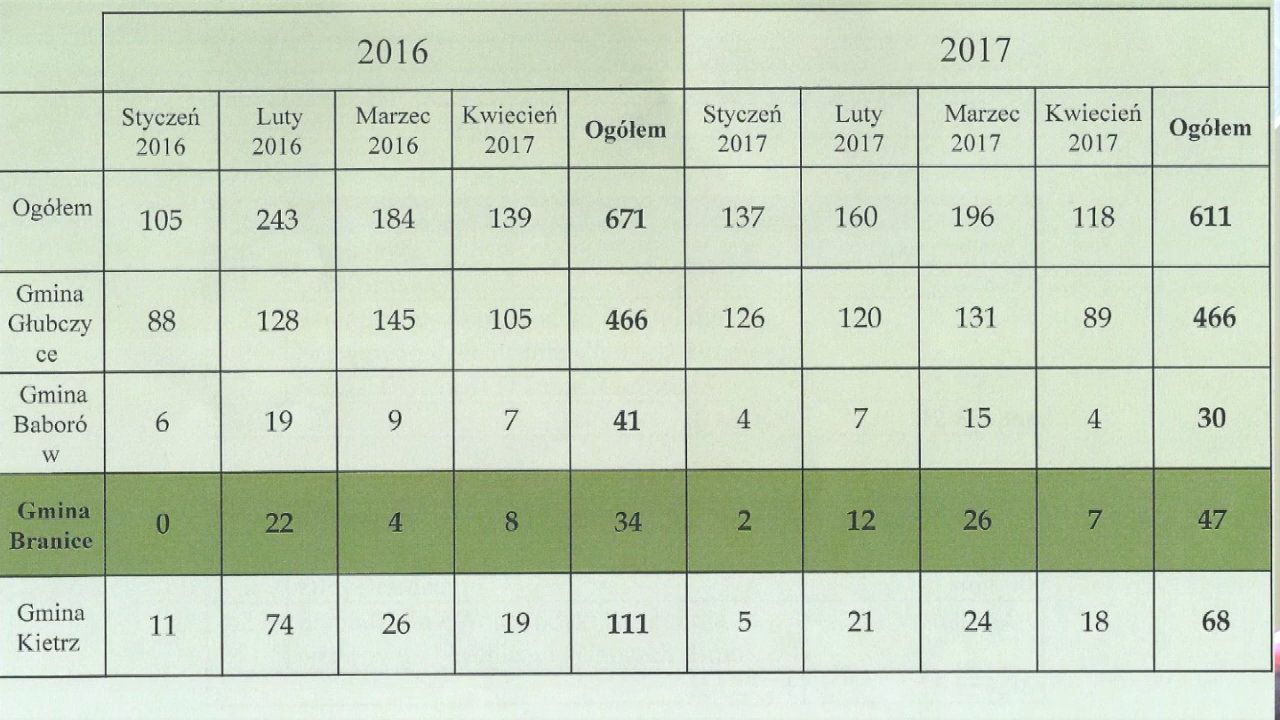 2016 2017
Styczeń 2016 Luty 2016 Marzec 2016 Kwiecień 2017 Ogółem Styczeń 2017 Luty 2017 Marzec 2017 Kwiecień 2017 Ogółem
Ogółem 105 243 184 139 671 137 160 196 118 611
Gmina Głubczy ce 88 128 145 105 466 126 120 131 89 466
Gmina Baboró w 6 19 9 7 41 4 7 15 4 30
Gmina Branice 0 22 4 8 34 2 12 26 7 47
Gmina Kietrz 11 74 26 19 111 5 21 24 18 68